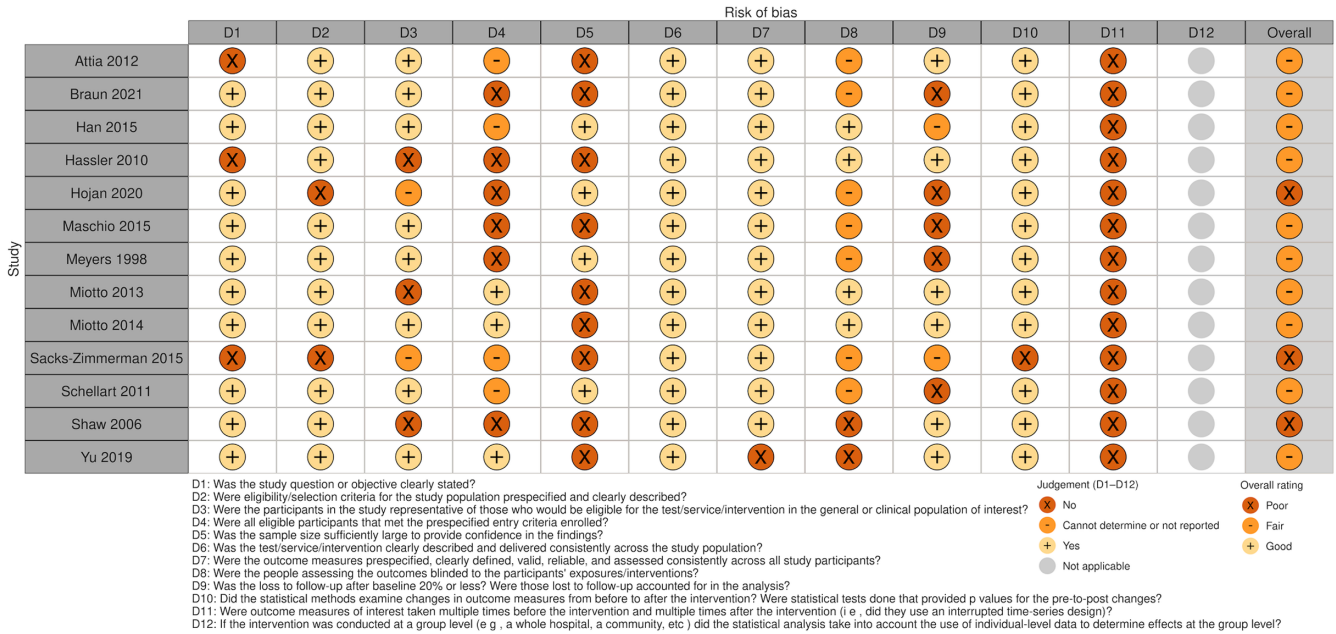 Risk of bias
D1 D2 D3 D4 D5 D6 D7 D8 D9 D10 D11 D12 Overall
Study
Attia 2012 X + + - X + + - + + X -
Braun 2021 + + + X X + + - X + X -
Han 2015 + + + - + + + + - + X -
Hassler 2010 X + X X X + + + + + X -
Hojan 2020 + X - X + + + - X + X X
Maschio 2015 + + + X X + + - X + X -
Meyers 1998 + + + X + + + - X + X -
Miotto 2013 + + X + X + + + + + X -
Miotto 2014 + + + + X + + + + + X -
Sacks-Zimmerman 2015 X X - - X + + - - X X X
Schellart 2011 + + + - + + + - X + X -
Shaw 2006 + + X X X + + X + + X X
Yu 2019 + + + + X + X X + + X -
D1: Was the study question or objective clearly stated?
D2: Were eligibility/selection criteria for the study population prespecified and clearly described?
D3: Were the participants in the study representative of those who would be eligible for the test/service/intervention in the general or clinical population of interest?
D4: Were all eligible participants that met the prespecified entry criteria enrolled?
D5: Was the sample size sufficiently large to provide confidence in the findings?
D6: Was the test/service/intervention clearly described and delivered consistently across the study population?
D7: Were the outcome measures prespecified, clearly defined, valid, reliable, and assessed consistently across all study participants?
D8: Were the people assessing the outcomes blinded to the participants' exposures/interventions?
D9: Was the loss to follow-up after baseline 20% or less? Were those lost to follow-up accounted for in the analysis?
D10: Did the statistical methods examine changes in outcome measures from before to after the intervention? Were statistical tests done that provided p values for the pre-to-post changes?
D11: Were outcome measures of interest taken multiple times before the intervention and multiple times after the intervention (i e , did they use an interrupted time-series design)?
D12: If the intervention was conducted at a group level (e g , a whole hospital, a community, etc ) did the statistical analysis take into account the use of individual-level data to determine effects at the group level?
Judgement (D1–D12)
X No
- Cannot determine or not reported
+ Yes
Not applicable
Overall rating
X Poor
- Fair
+ Good